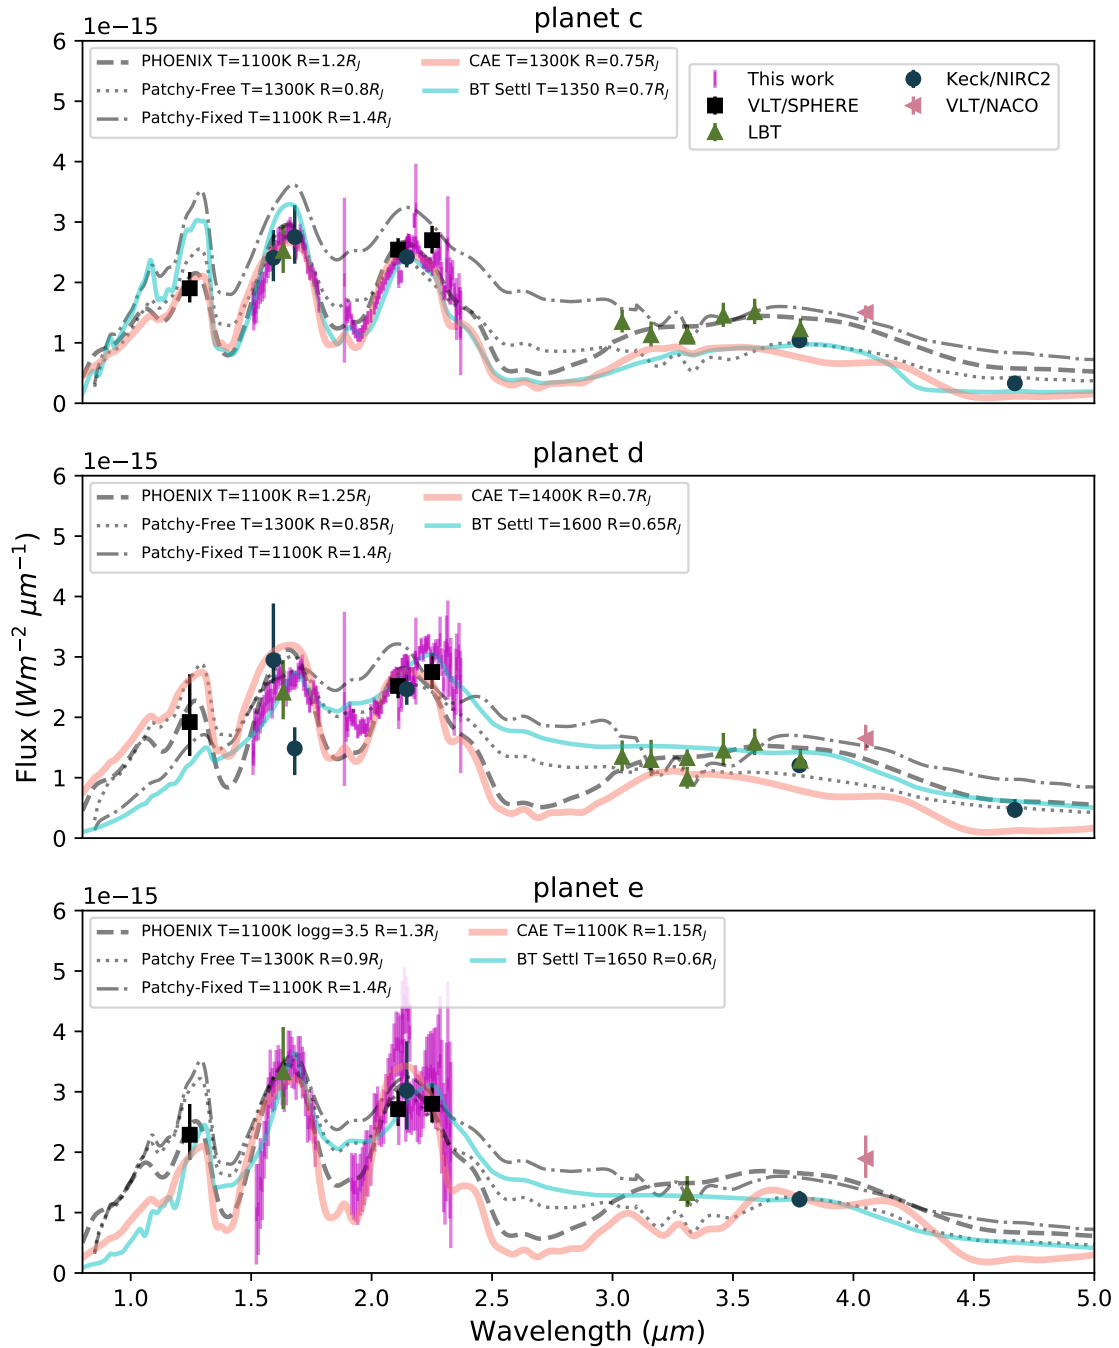 planet c
1e−15
PHOENIX T=1100K R=1.2R_J
Patchy-Free T=1300K R=0.8R_J
Patchy-Fixed T=1100K R=1.4R_J
CAE T=1300K R=0.75R_J
BT Settl T=1350 R=0.7R_J
This work
VLT/SPHERE
LBT
Keck/NIRC2
VLT/NACO
6
5
4
3
2
1
0
planet d
1e−15
PHOENIX T=1100K R=1.25R_J
Patchy-Free T=1300K R=0.85R_J
Patchy-Fixed T=1100K R=1.4R_J
CAE T=1400K R=0.7R_J
BT Settl T=1600 R=0.65R_J
6
5
4
3
2
1
0
Flux (Wm⁻² μm⁻¹)
planet e
1e−15
PHOENIX T=1100K logg=3.5 R=1.3R_J
Patchy Free T=1300K R=0.9R_J
Patchy-Fixed T=1100K R=1.4R_J
CAE T=1100K R=1.15R_J
BT Settl T=1650 R=0.6R_J
6
5
4
3
2
1
0
1.0 1.5 2.0 2.5 3.0 3.5 4.0 4.5 5.0
Wavelength (μm)